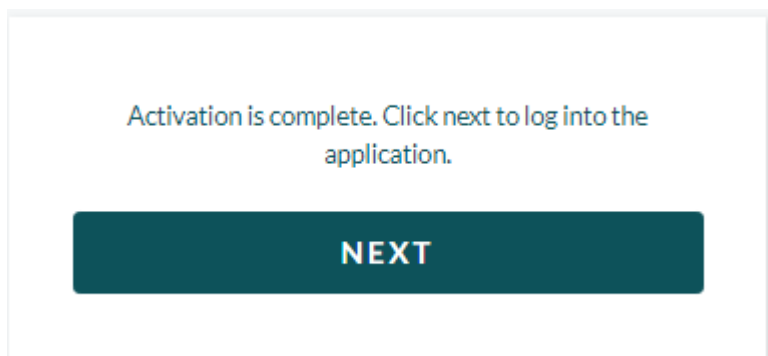 Activation is complete. Click next to log into the
application.
NEXT